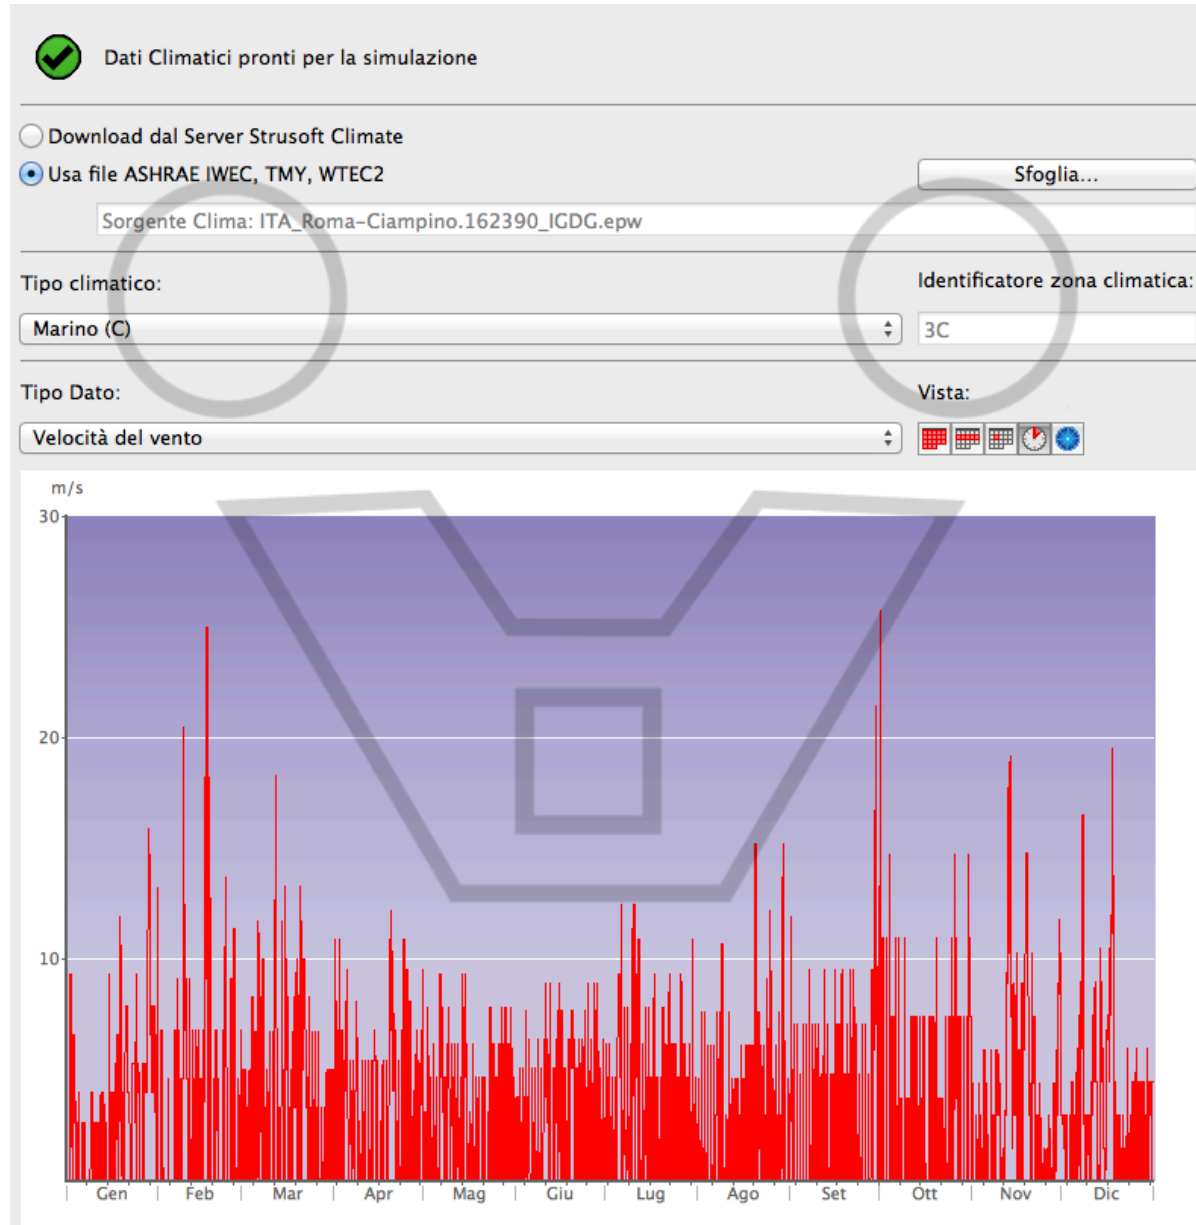 Dati Climatici pronti per la simulazione
Download dal Server Strusoft Climate
Usa file ASHRAE IWEC, TMY, WTEC2
Sfoglia...
Sorgente Clima: ITA_Roma-Ciampino.162390_IGDG.epw
Tipo climatico:
Identificatore zona climatica:
Marino (C)
3C
Tipo Dato:
Vista:
Velocità del vento
m/s
30
20
10
Gen Feb Mar Apr Mag Giu Lug Ago Set Ott Nov Dic